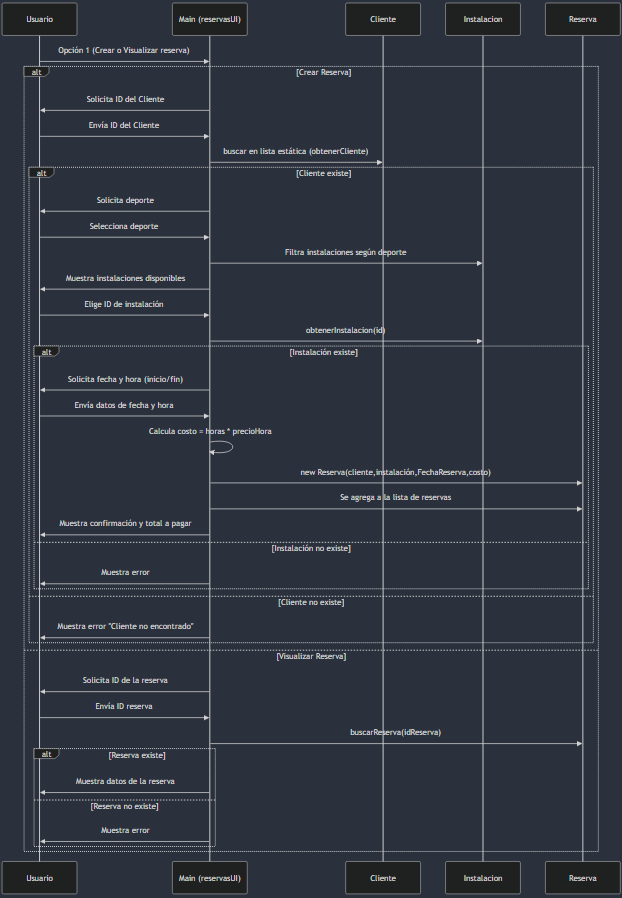 Usuario
Main (reservasUI)
Cliente
Instalacion
Reserva
Opción 1 (Crear o Visualizar reserva)
alt
[Crear Reserva]
Solicita ID del Cliente
Envía ID del Cliente
buscar en lista estática (obtenerCliente)
alt
[Cliente existe]
Solicita deporte
Selecciona deporte
Filtra instalaciones según deporte
Muestra instalaciones disponibles
Elige ID de instalación
obtenerInstalacion(id)
alt
[Instalación existe]
Solicita fecha y hora (inicio/fin)
Envía datos de fecha y hora
Calcula costo = horas * precioHora
new Reserva(cliente,instalación,FechaReserva,costo)
Se agrega a la lista de reservas
Muestra confirmación y total a pagar
[Instalación no existe]
Muestra error
[Cliente no existe]
Muestra error "Cliente no encontrado"
[Visualizar Reserva]
Solicita ID de la reserva
Envía ID reserva
buscarReserva(idReserva)
alt
[Reserva existe]
Muestra datos de la reserva
[Reserva no existe]
Muestra error
Usuario
Main (reservasUI)
Cliente
Instalacion
Reserva